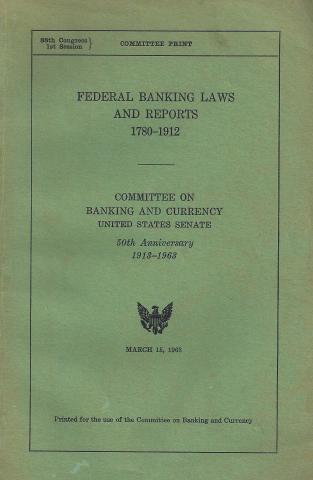 88th Congress
1st Session
COMMITTEE PRINT
FEDERAL BANKING LAWS
AND REPORTS
1780–1912
COMMITTEE ON
BANKING AND CURRENCY
UNITED STATES SENATE
50th Anniversary
1913–1963
MARCH 15, 1963
Printed for the use of the Committee on Banking and Currency